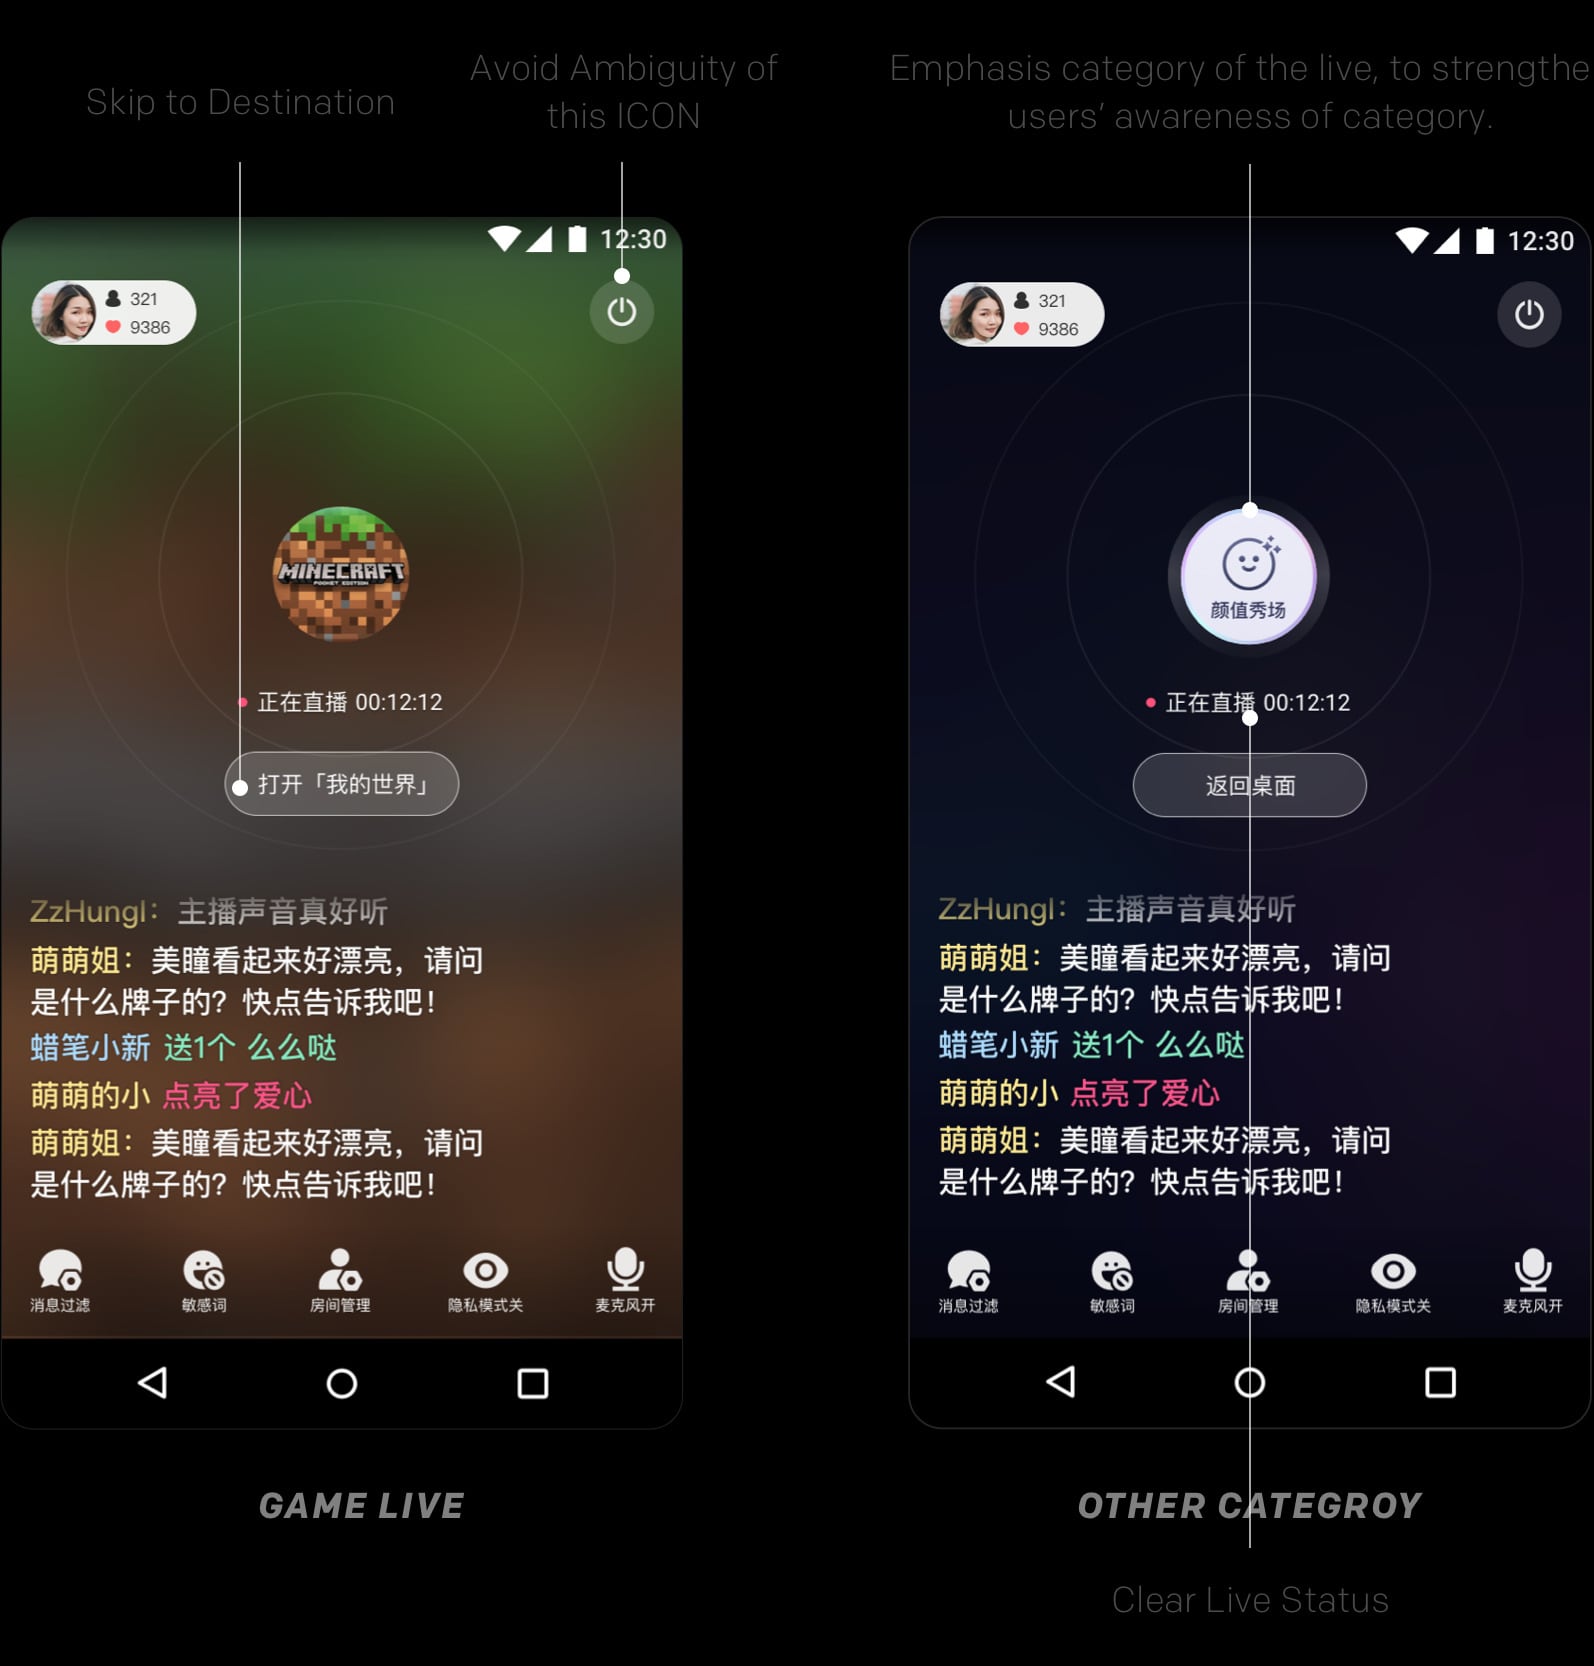 Skip to Destination
Avoid Ambiguity of
this ICON
Emphasis category of the live, to strengthe
users’ awareness of category.
12:30
321
9386
MINECRAFT
POCKET EDITION
正在直播 00:12:12
打开「我的世界」
ZzHungl： 主播声音真好听
萌萌姐：美瞳看起来好漂亮，请问
是什么牌子的？快点告诉我吧！
蜡笔小新 送1个 么么哒
萌萌的小 点亮了爱心
萌萌姐：美瞳看起来好漂亮，请问
是什么牌子的？快点告诉我吧！
消息过滤 敏感词 房间管理 隐私模式关 麦克风开
GAME LIVE
12:30
321
9386
颜值秀场
正在直播 00:12:12
返回桌面
ZzHungl： 主播声音真好听
萌萌姐：美瞳看起来好漂亮，请问
是什么牌子的？快点告诉我吧！
蜡笔小新 送1个 么么哒
萌萌的小 点亮了爱心
萌萌姐：美瞳看起来好漂亮，请问
是什么牌子的？快点告诉我吧！
消息过滤 敏感词 房间管理 隐私模式关 麦克风开
OTHER CATEGROY
Clear Live Status